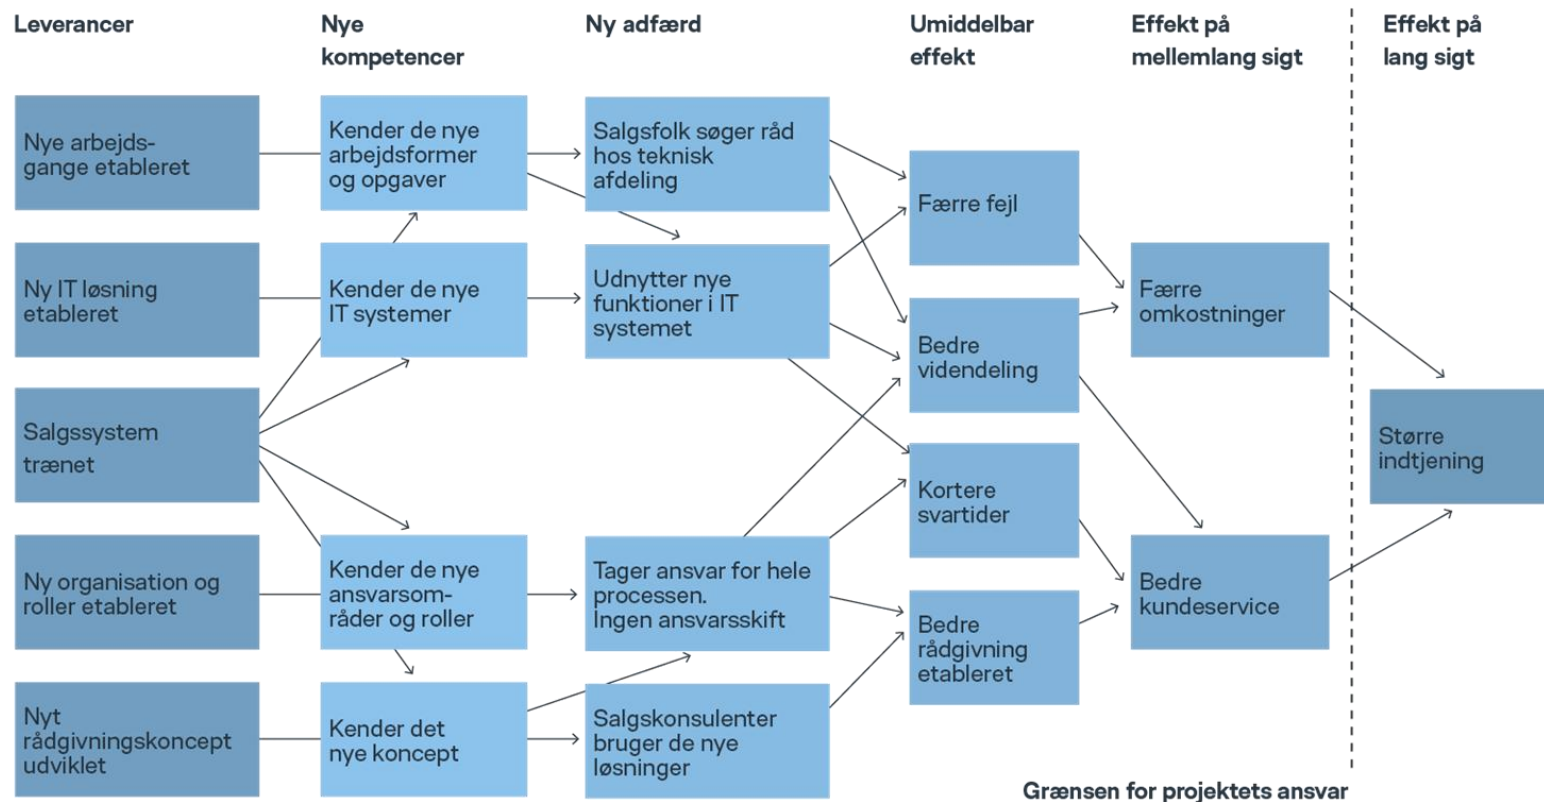 Leverancer
Nye
kompetencer
Ny adfærd
Umiddelbar
effekt
Effekt på
mellemlang sigt
Effekt på
lang sigt
Nye arbejds-
gange etableret
Ny IT løsning
etableret
Salgssystem
trænet
Ny organisation og
roller etableret
Nyt
rådgivningskoncept
udviklet
Kender de nye
arbejdsformer
og opgaver
Kender de nye
IT systemer
Kender de nye
ansvarsom-
råder og roller
Kender det
nye koncept
Salgsfolk søger råd
hos teknisk
afdeling
Udnytter nye
funktioner i IT
systemet
Tager ansvar for hele
processen.
Ingen ansvarsskift
Salgskonsulenter
bruger de nye
løsninger
Færre fejl
Bedre
videndeling
Kortere
svartider
Bedre
rådgivning
etableret
Færre
omkostninger
Bedre
kundeservice
Større
indtjening
Grænsen for projektets ansvar